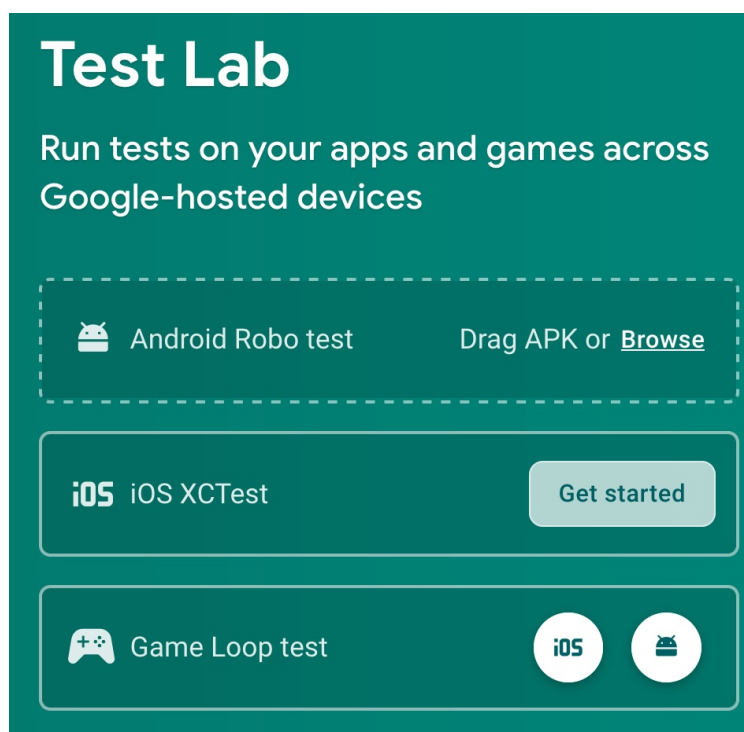 Test Lab
Run tests on your apps and games across
Google-hosted devices
Android Robo test Drag APK or Browse
iOS iOS XCTest Get started
Game Loop test iOS